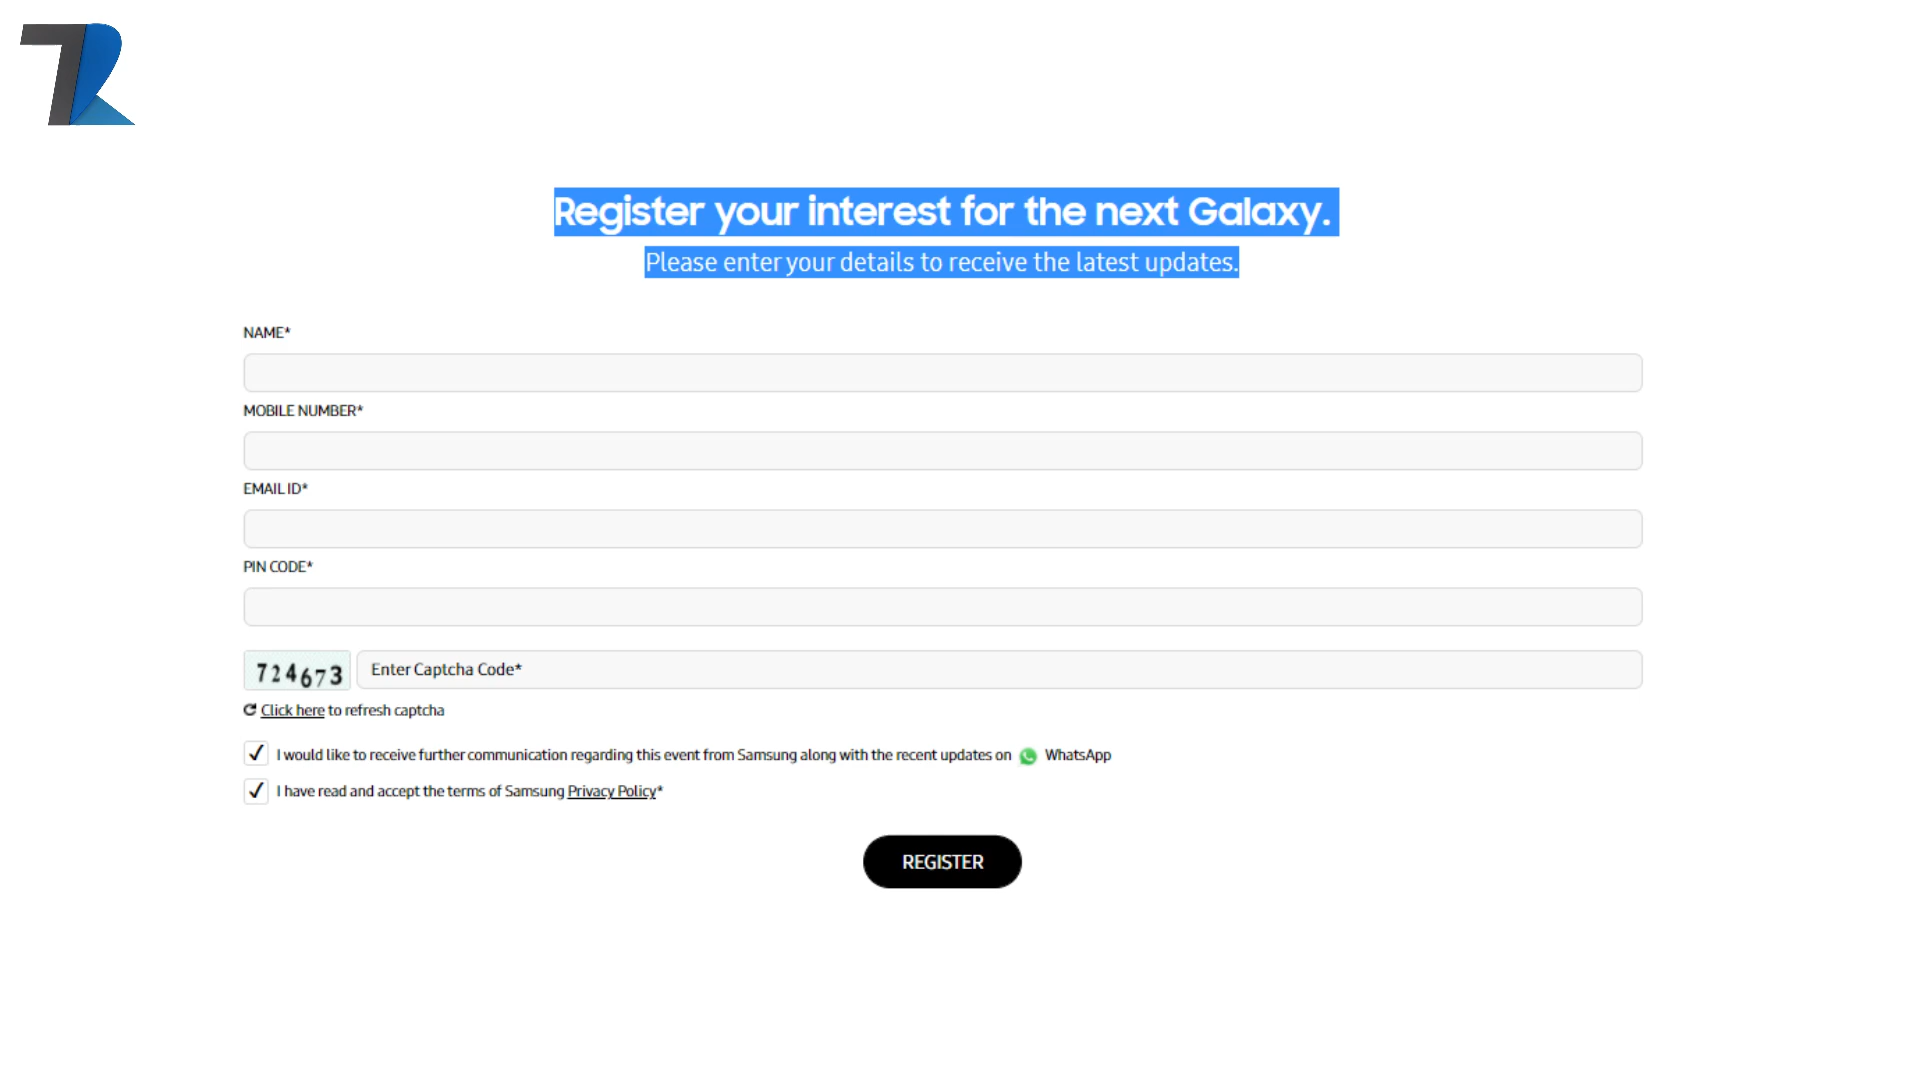 Register your interest for the next Galaxy.
Please enter your details to receive the latest updates.
NAME*
MOBILE NUMBER*
EMAIL ID*
PIN CODE*
724673 Enter Captcha Code*
Click here to refresh captcha
✓ I would like to receive further communication regarding this event from Samsung along with the recent updates on WhatsApp
✓ I have read and accept the terms of Samsung Privacy Policy*
REGISTER